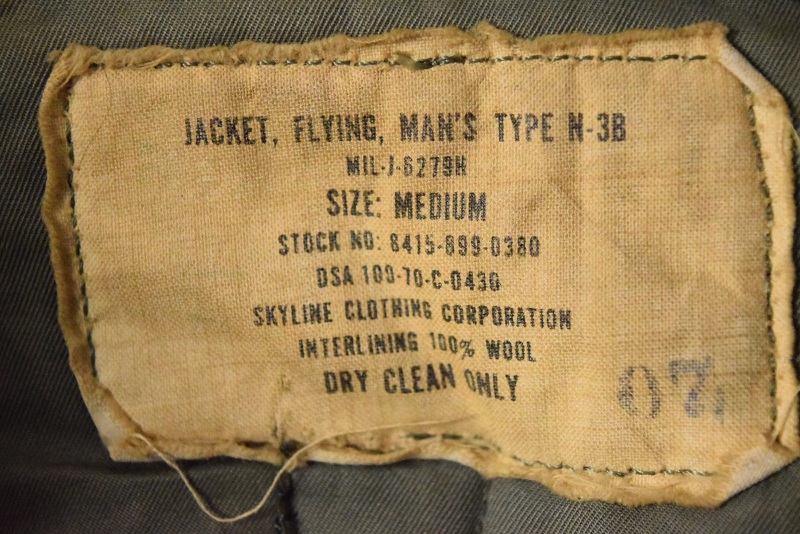 JACKET, FLYING, MAN'S TYPE N-3B
MIL-J-6279H
SIZE: MEDIUM
STOCK NO: 8415-899-0380
DSA 100-70-C-0430
SKYLINE CLOTHING CORPORATION
INTERLINING 100% WOOL
DRY CLEAN ONLY
07